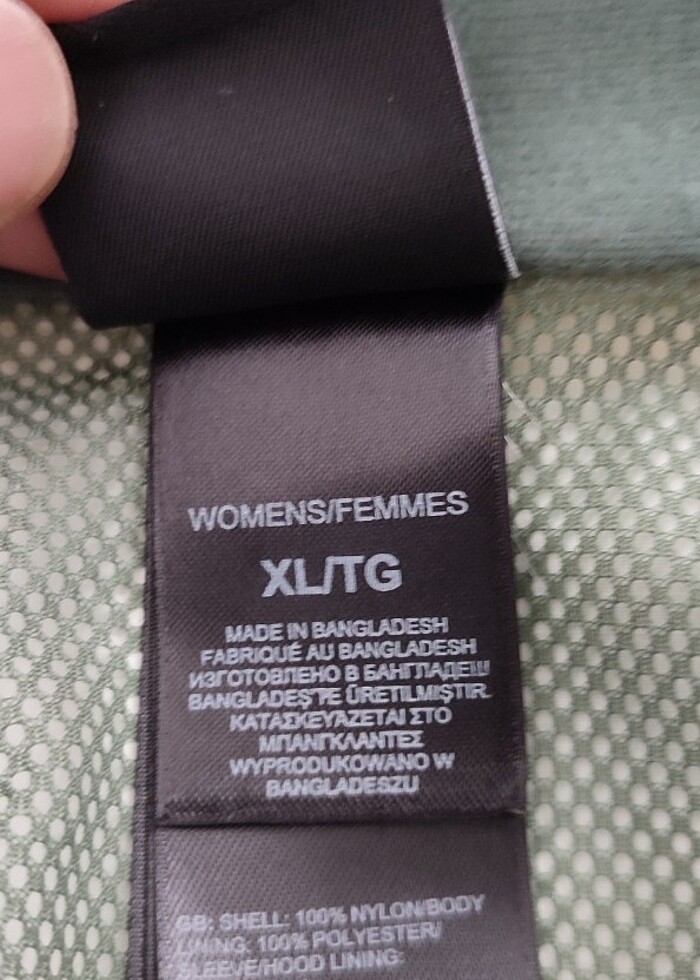 WOMENS/FEMMES
XL/TG
MADE IN BANGLADESH
FABRIQUÉ AU BANGLADESH
ИЗГОТОВЛЕНО В БАНГЛАДЕШ
BANGLADEŞ'TE ÜRETILMIŞTIR.
ΚΑΤΑΣΚΕΥΑΖΕΤΑΙ ΣΤΟ
ΜΠΑΝΓΚΛΑΝΤΕΣ
WYPRODUKOWANO W
BANGLADESZU
GB: SHELL: 100% NYLON/BODY
LINING: 100% POLYESTER/
SLEEVE/HOOD LINING: